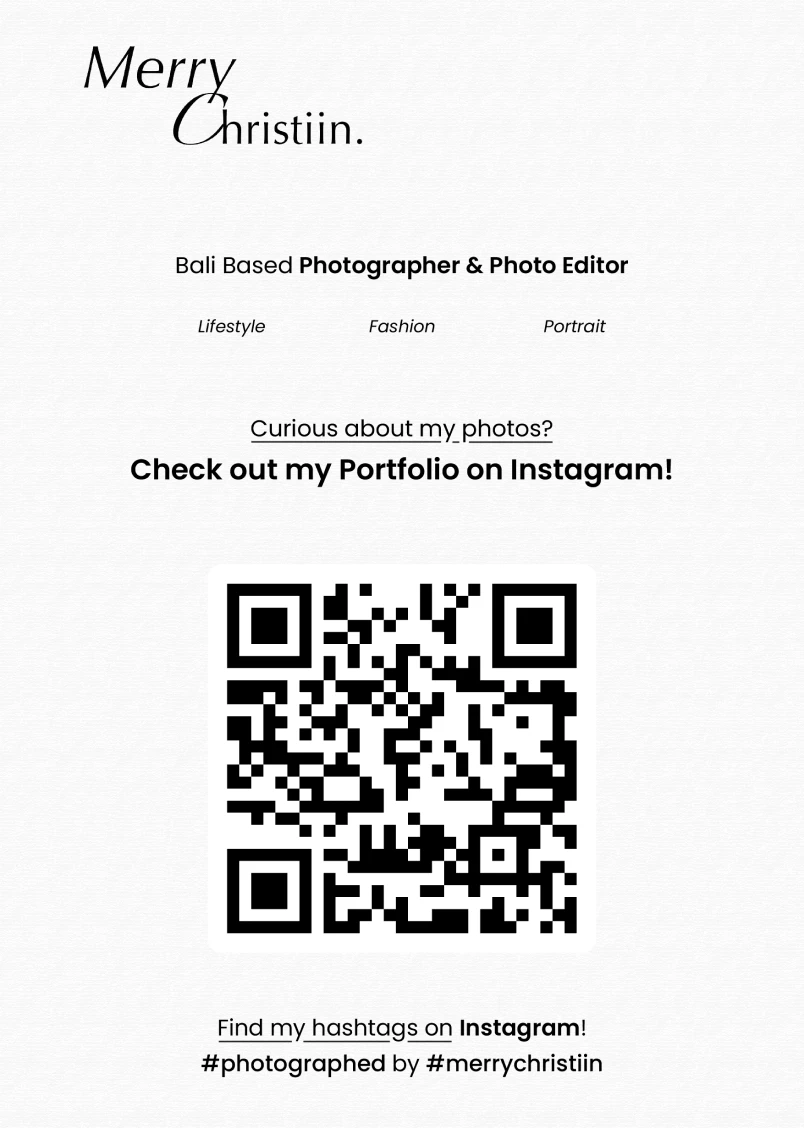 Merry
Christiin.
Bali Based Photographer & Photo Editor
Lifestyle Fashion Portrait
Curious about my photos?
Check out my Portfolio on Instagram!
Find my hashtags on Instagram!
#photographed by #merrychristiin